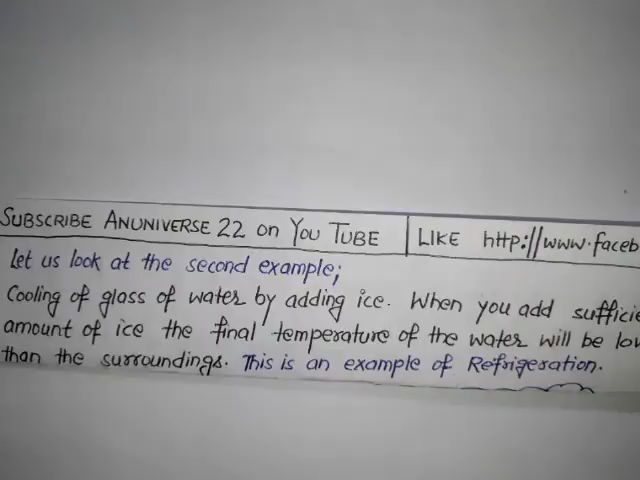 SUBSCRIBE ANUNIVERSE 22 on YOU TUBE | LIKE http://www.faceb
Let us look at the second example;
Cooling of glass of water by adding ice. When you add sufficie
amount of ice the final temperature of the water will be low
than the surroundings. This is an example of Refrigeration.